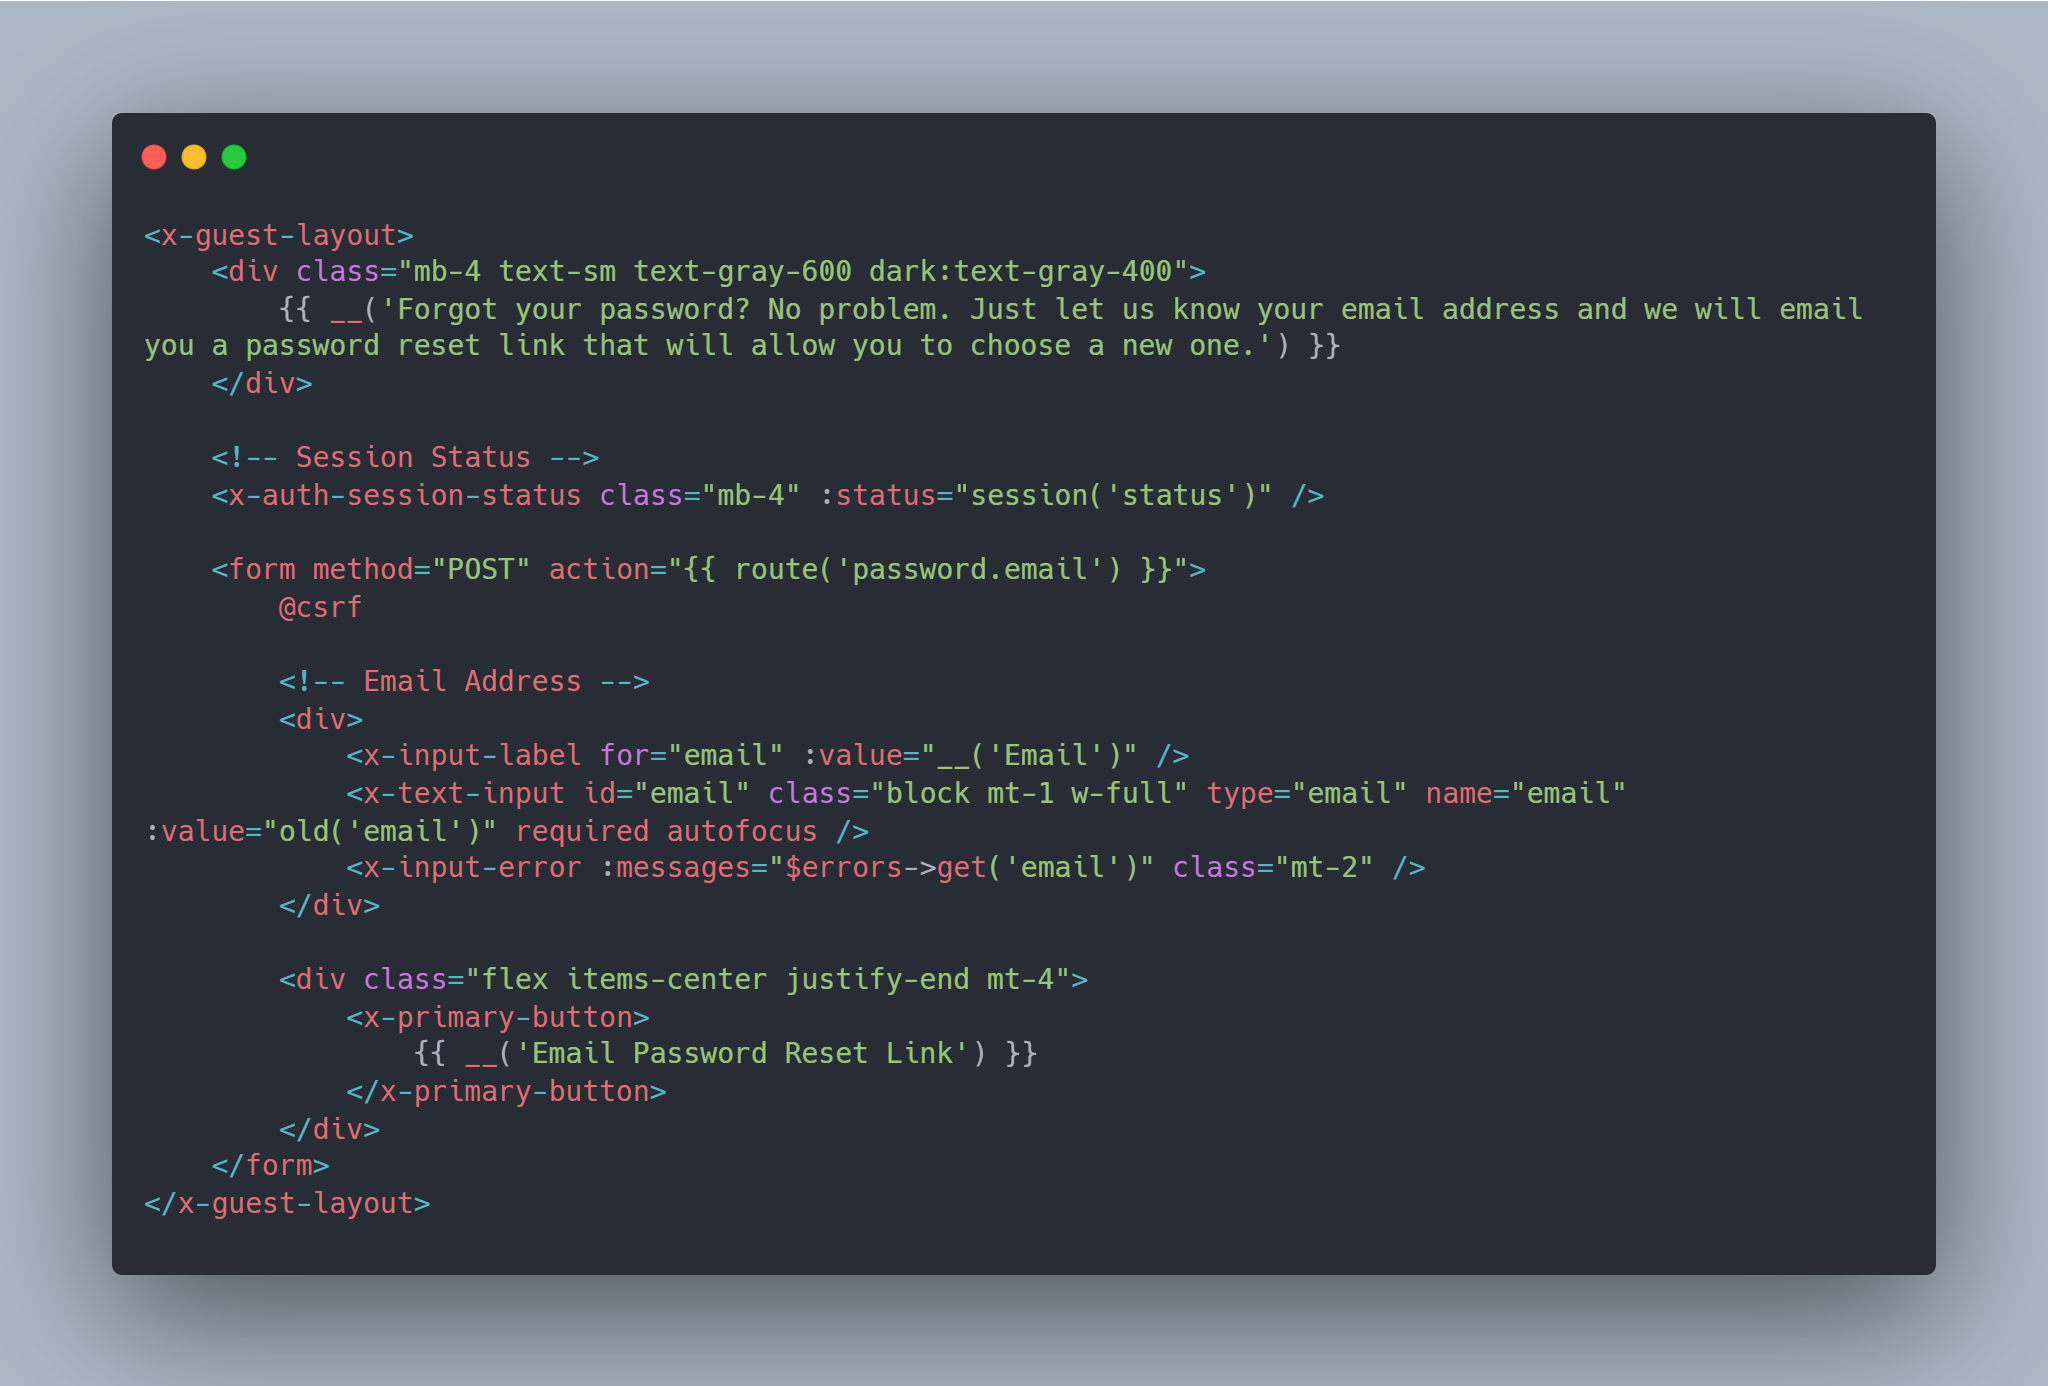 <x-guest-layout>
    <div class="mb-4 text-sm text-gray-600 dark:text-gray-400">
        {{ __('Forgot your password? No problem. Just let us know your email address and we will email
you a password reset link that will allow you to choose a new one.') }}
    </div>

    <!-- Session Status -->
    <x-auth-session-status class="mb-4" :status="session('status')" />

    <form method="POST" action="{{ route('password.email') }}">
        @csrf

        <!-- Email Address -->
        <div>
            <x-input-label for="email" :value="__('Email')" />
            <x-text-input id="email" class="block mt-1 w-full" type="email" name="email"
:value="old('email')" required autofocus />
            <x-input-error :messages="$errors->get('email')" class="mt-2" />
        </div>

        <div class="flex items-center justify-end mt-4">
            <x-primary-button>
                {{ __('Email Password Reset Link') }}
            </x-primary-button>
        </div>
    </form>
</x-guest-layout>